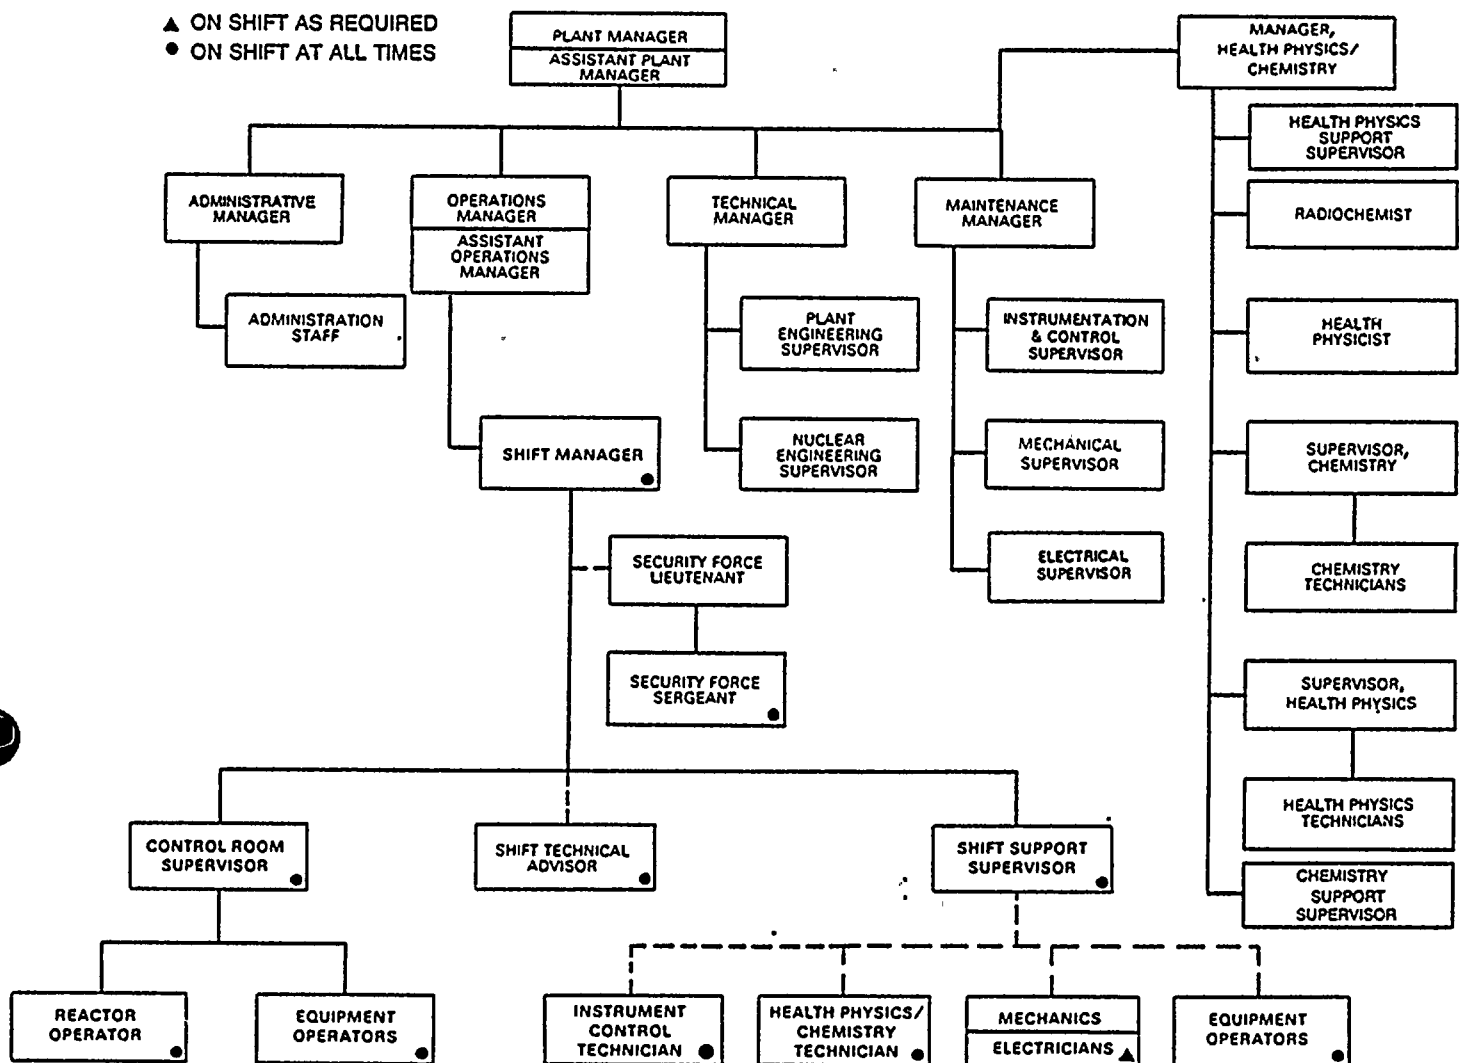 ▲ ON SHIFT AS REQUIRED
● ON SHIFT AT ALL TIMES
PLANT MANAGER
ASSISTANT PLANT
MANAGER
MANAGER,
HEALTH PHYSICS/
CHEMISTRY
HEALTH PHYSICS
SUPPORT
SUPERVISOR
RADIOCHEMIST
HEALTH
PHYSICIST
SUPERVISOR,
CHEMISTRY
CHEMISTRY
TECHNICIANS
SUPERVISOR,
HEALTH PHYSICS
HEALTH PHYSICS
TECHNICIANS
CHEMISTRY
SUPPORT
SUPERVISOR
ADMINISTRATIVE
MANAGER
ADMINISTRATION
STAFF
OPERATIONS
MANAGER
ASSISTANT
OPERATIONS
MANAGER
TECHNICAL
MANAGER
PLANT
ENGINEERING
SUPERVISOR
NUCLEAR
ENGINEERING
SUPERVISOR
MAINTENANCE
MANAGER
INSTRUMENTATION
& CONTROL
SUPERVISOR
MECHANICAL
SUPERVISOR
ELECTRICAL
SUPERVISOR
SHIFT MANAGER
SECURITY FORCE
LIEUTENANT
SECURITY FORCE
SERGEANT
CONTROL ROOM
SUPERVISOR
SHIFT TECHNICAL
ADVISOR
SHIFT SUPPORT
SUPERVISOR
REACTOR
OPERATOR
EQUIPMENT
OPERATORS
INSTRUMENT
CONTROL
TECHNICIAN
HEALTH PHYSICS/
CHEMISTRY
TECHNICIAN
MECHANICS
ELECTRICIANS
EQUIPMENT
OPERATORS